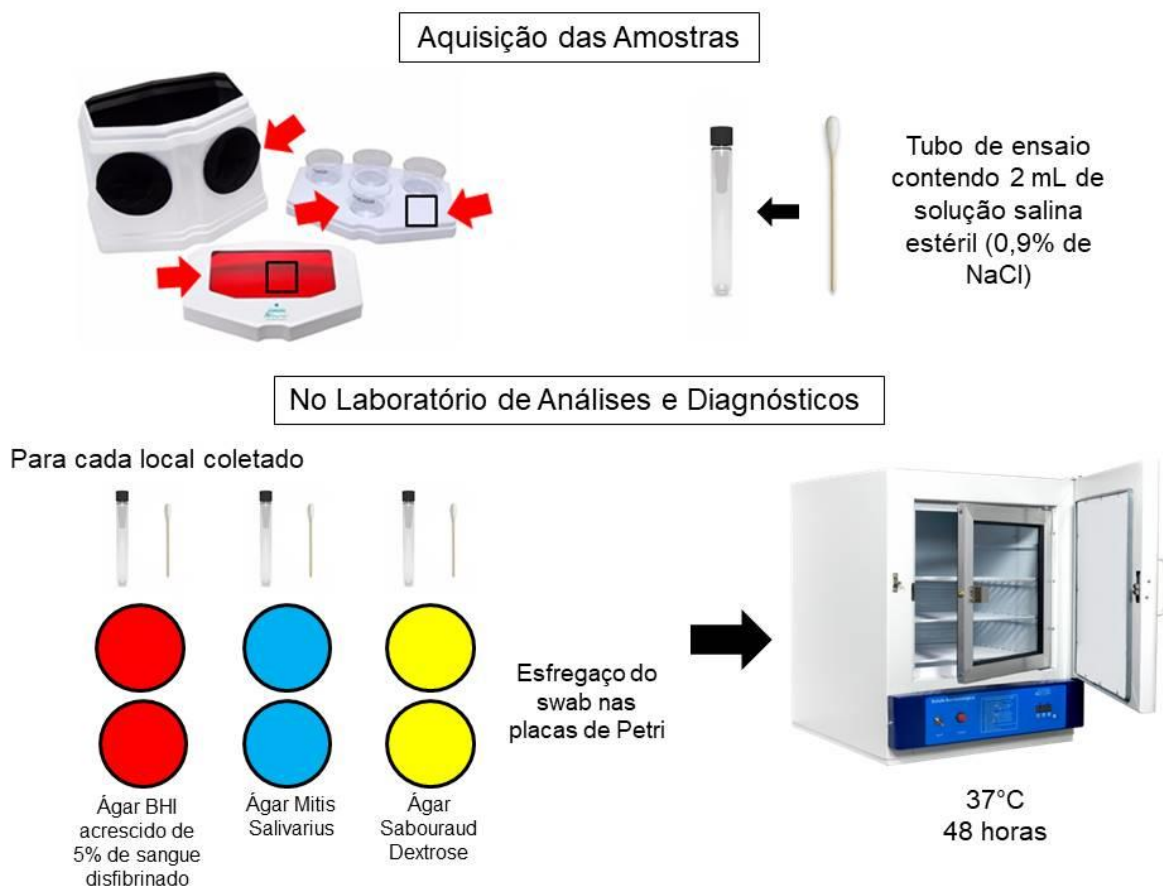 Aquisição das Amostras
Tubo de ensaio
contendo 2 mL de
solução salina
estéril (0,9% de
NaCl)
No Laboratório de Análises e Diagnósticos
Para cada local coletado
Esfregaço do
swab nas
placas de Petri
Ágar BHI
acrescido de
5% de sangue
disfibrinado
Ágar Mitis
Salivarius
Ágar
Sabouraud
Dextrose
37°C
48 horas